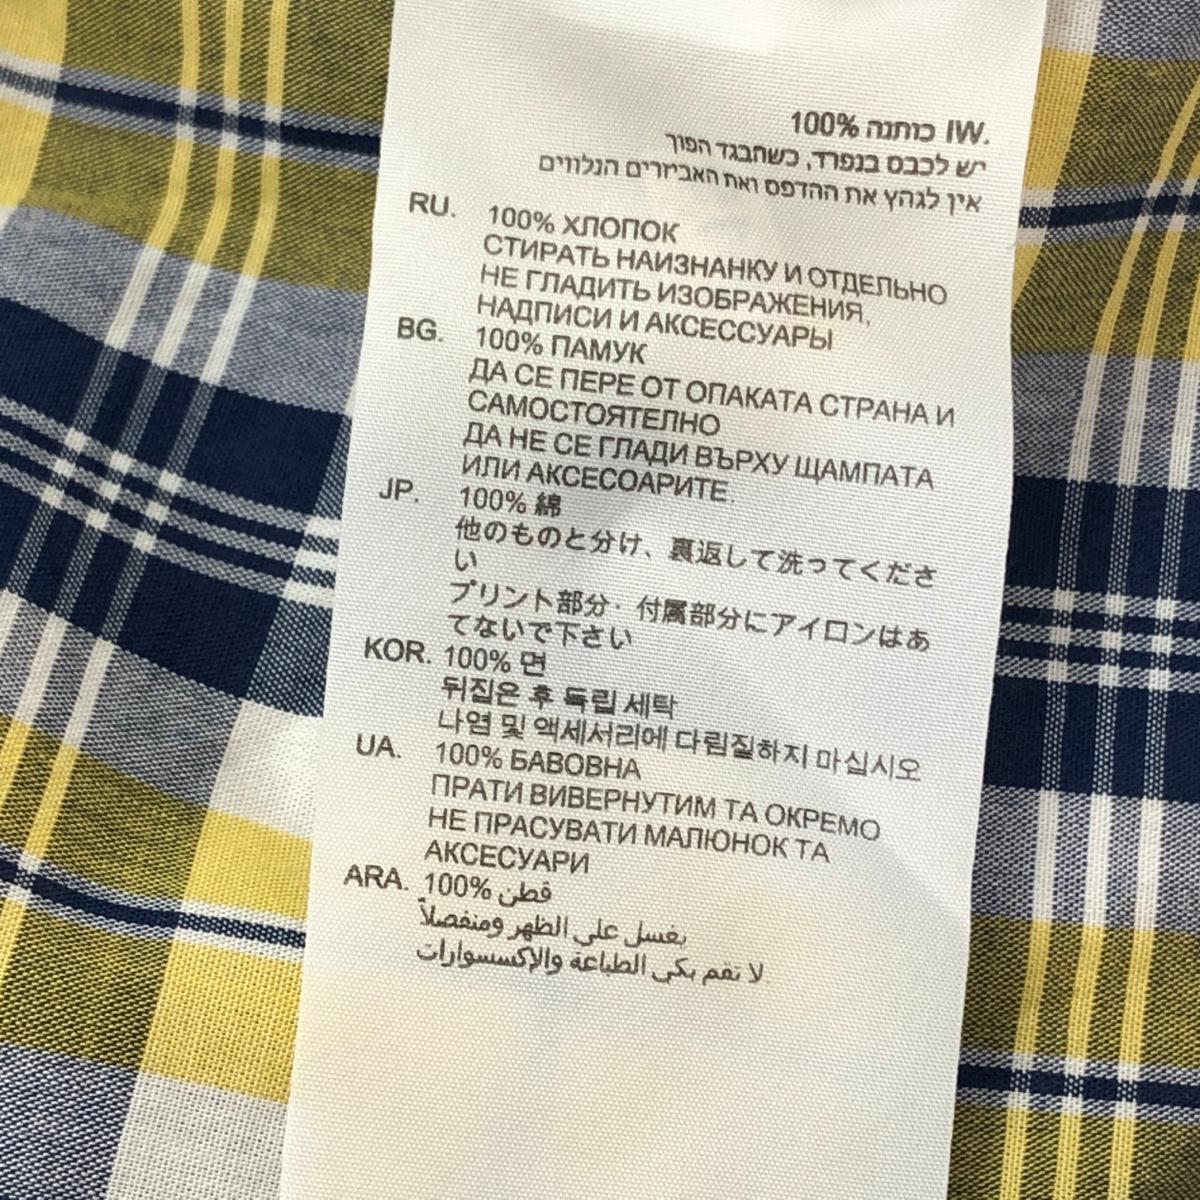 IW. כותנה 100%
יש לכבס בנפרד, כשהבגד הפוך
אין לגהץ את ההדפס ואת האביזרים הנלווים
RU. 100% ХЛОПОК
СТИРАТЬ НАИЗНАНКУ И ОТДЕЛЬНО
НЕ ГЛАДИТЬ ИЗОБРАЖЕНИЯ,
НАДПИСИ И АКСЕССУАРЫ
BG. 100% ПАМУК
ДА СЕ ПЕРЕ ОТ ОПАКАТА СТРАНА И
САМОСТОЯТЕЛНО
ДА НЕ СЕ ГЛАДИ ВЪРХУ ЩАМПАТА
ИЛИ АКСЕСОАРИТЕ.
JP. 100% 綿
他のものと分け、裏返して洗ってくださ
い
プリント部分・付属部分にアイロンはあ
てないで下さい
KOR. 100% 면
뒤집은 후 독립 세탁
나염 및 액세서리에 다림질하지 마십시오
UA. 100% БАВОВНА
ПРАТИ ВИВЕРНУТИМ ТА ОКРЕМО
НЕ ПРАСУВАТИ МАЛЮНОК ТА
АКСЕСУАРИ
ARA. 100% قطن
يغسل على الظهر ومنفصلاً
لا تقم بكي الطباعة والإكسسوارات